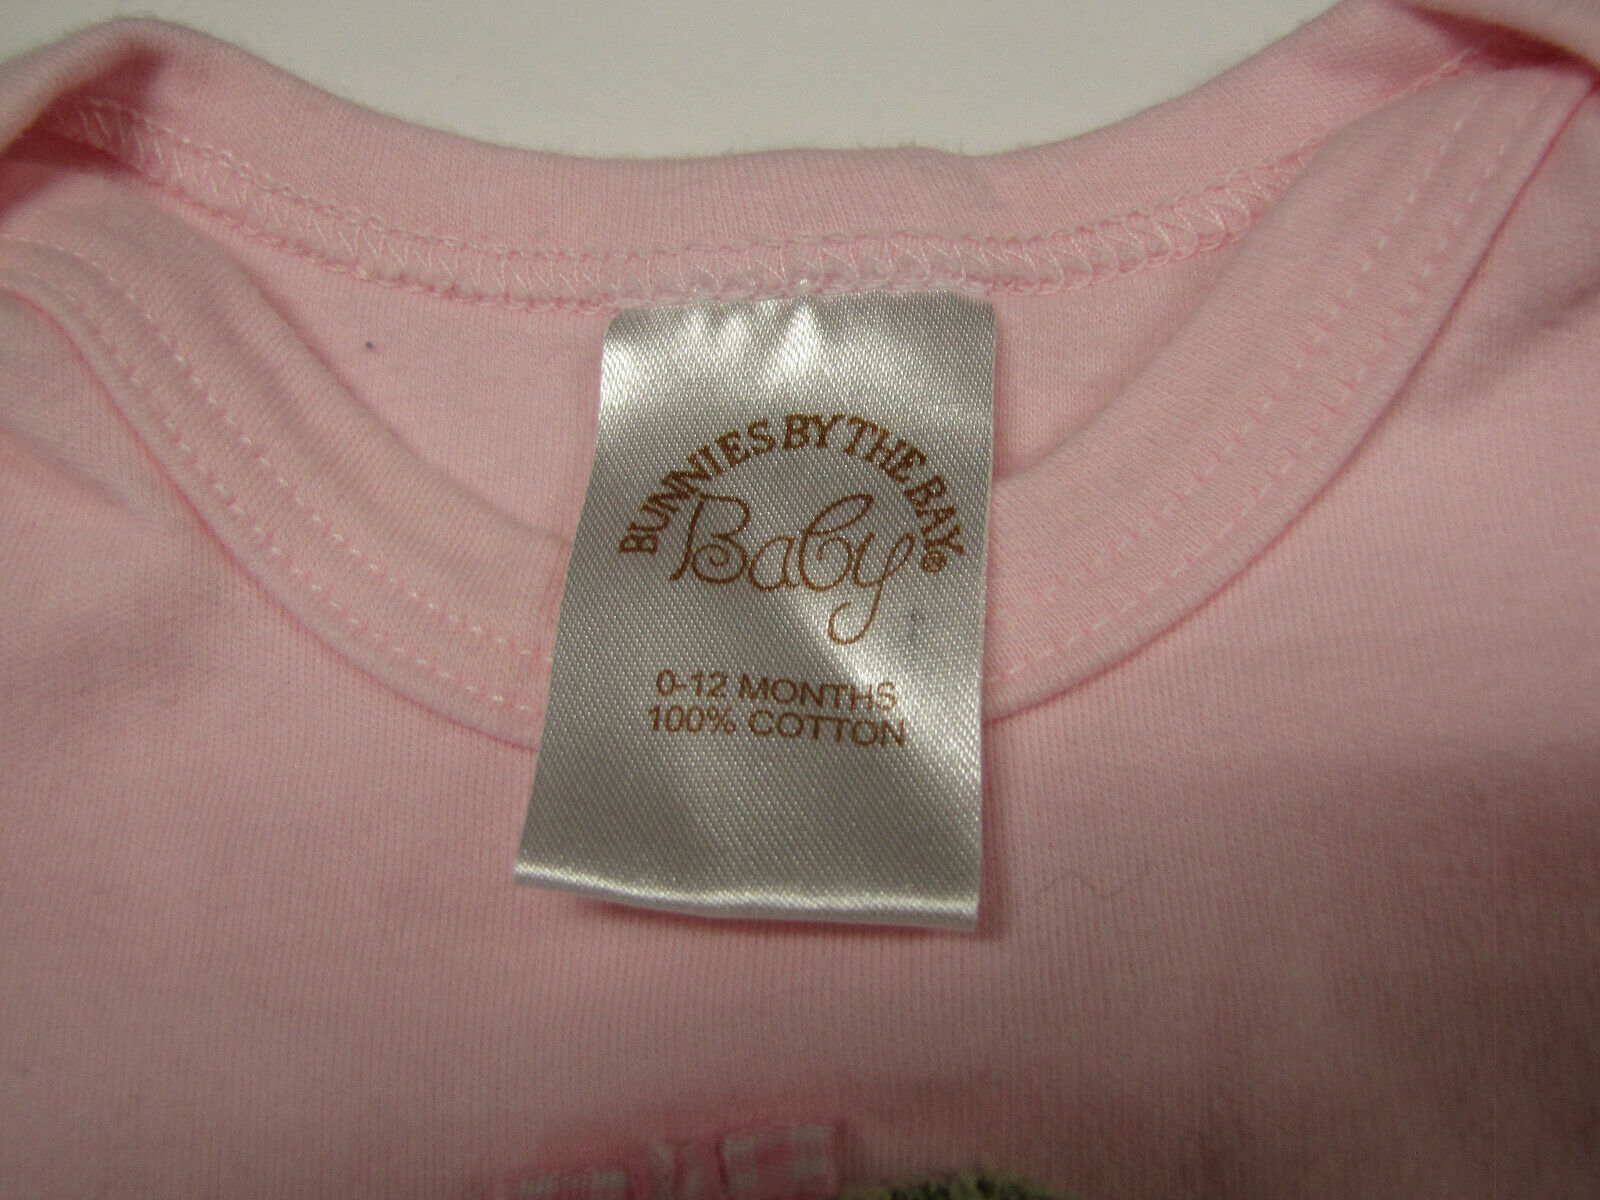 BUNNIES BY THE BAY®
Baby
0-12 MONTHS
100% COTTON